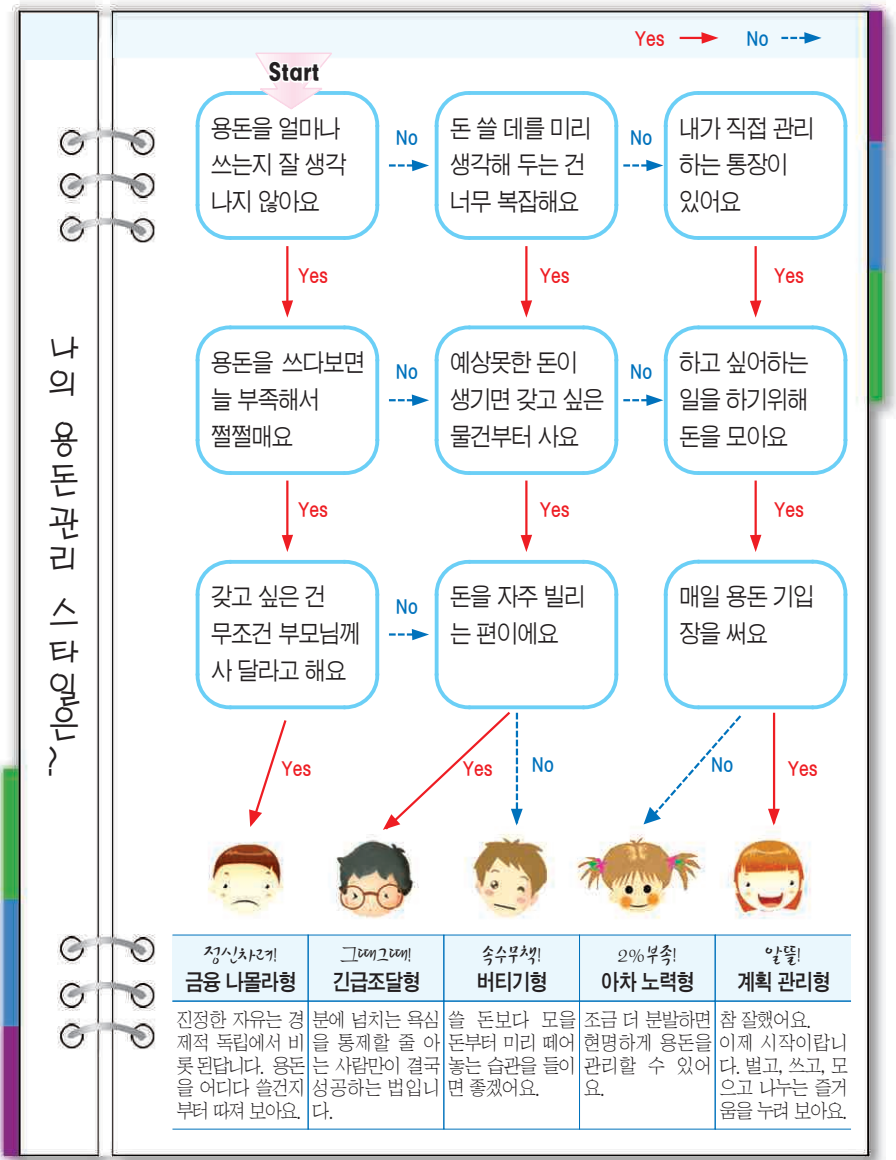 Yes No
Start
용돈을 얼마나
쓰는지 잘 생각
나지 않아요
No
돈 쓸 데를 미리
생각해 두는 건
너무 복잡해요
No
내가 직접 관리
하는 통장이
있어요
Yes
Yes
Yes
용돈을 쓰다보면
늘 부족해서
쩔쩔매요
No
예상못한 돈이
생기면 갖고 싶은
물건부터 사요
No
하고 싶어하는
일을 하기위해
돈을 모아요
Yes
Yes
Yes
갖고 싶은 건
무조건 부모님께
사 달라고 해요
No
돈을 자주 빌리
는 편이에요
매일 용돈 기입
장을 써요
Yes
Yes
No
No
Yes
나의 용돈관리 스타일은?
정신차려!
금융 나몰라형
진정한 자유는 경
제적 독립에서 비
롯 된답니다. 용돈
을 어디다 쓸건지
부터 따져 보아요.
그때그때!
긴급조달형
분에 넘치는 욕심
을 통제할 줄 아
는 사람만이 결국
성공하는 법입니
다.
속수무책!
버티기형
쓸 돈보다 모을
돈부터 미리 떼어
놓는 습관을 들이
면 좋겠어요.
2%부족!
아차 노력형
조금 더 분발하면
현명하게 용돈을
관리할 수 있어
요.
알뜰!
계획 관리형
참 잘했어요.
이제 시작이랍니
다. 벌고, 쓰고, 모
으고 나누는 즐거
움을 누려 보아요.